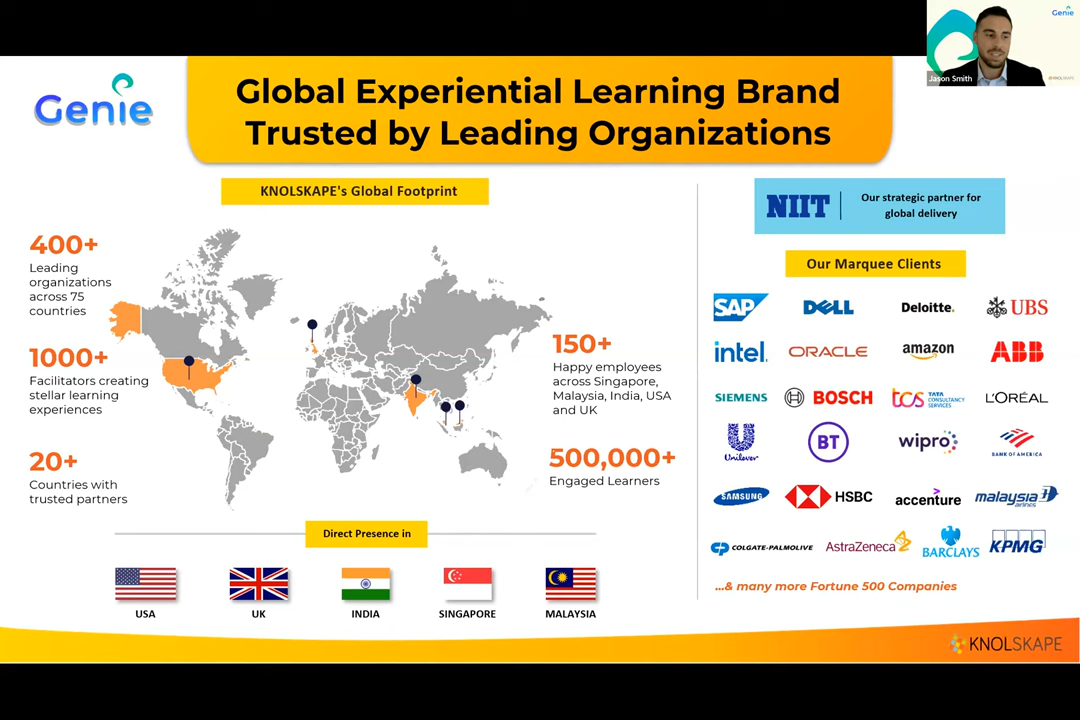 Genie
Jason Smith
KNOLSKAPE
Genie
Global Experiential Learning Brand
Trusted by Leading Organizations
KNOLSKAPE's Global Footprint
400+
Leading
organizations
across 75
countries
1000+
Facilitators creating
stellar learning
experiences
20+
Countries with
trusted partners
150+
Happy employees
across Singapore,
Malaysia, India, USA
and UK
500,000+
Engaged Learners
Direct Presence in
USA
UK
INDIA
SINGAPORE
MALAYSIA
NIIT
Our strategic partner for
global delivery
Our Marquee Clients
SAP
DELL
Deloitte.
UBS
intel.
ORACLE
amazon
ABB
SIEMENS
BOSCH
tcs TATA
CONSULTANCY
SERVICES
L'ORÉAL
Unilever
BT
wipro
BANK OF AMERICA
SAMSUNG
HSBC
accenture
malaysia
airlines
CP COLGATE-PALMOLIVE
AstraZeneca
BARCLAYS
KPMG
...& many more Fortune 500 Companies
KNOLSKAPE